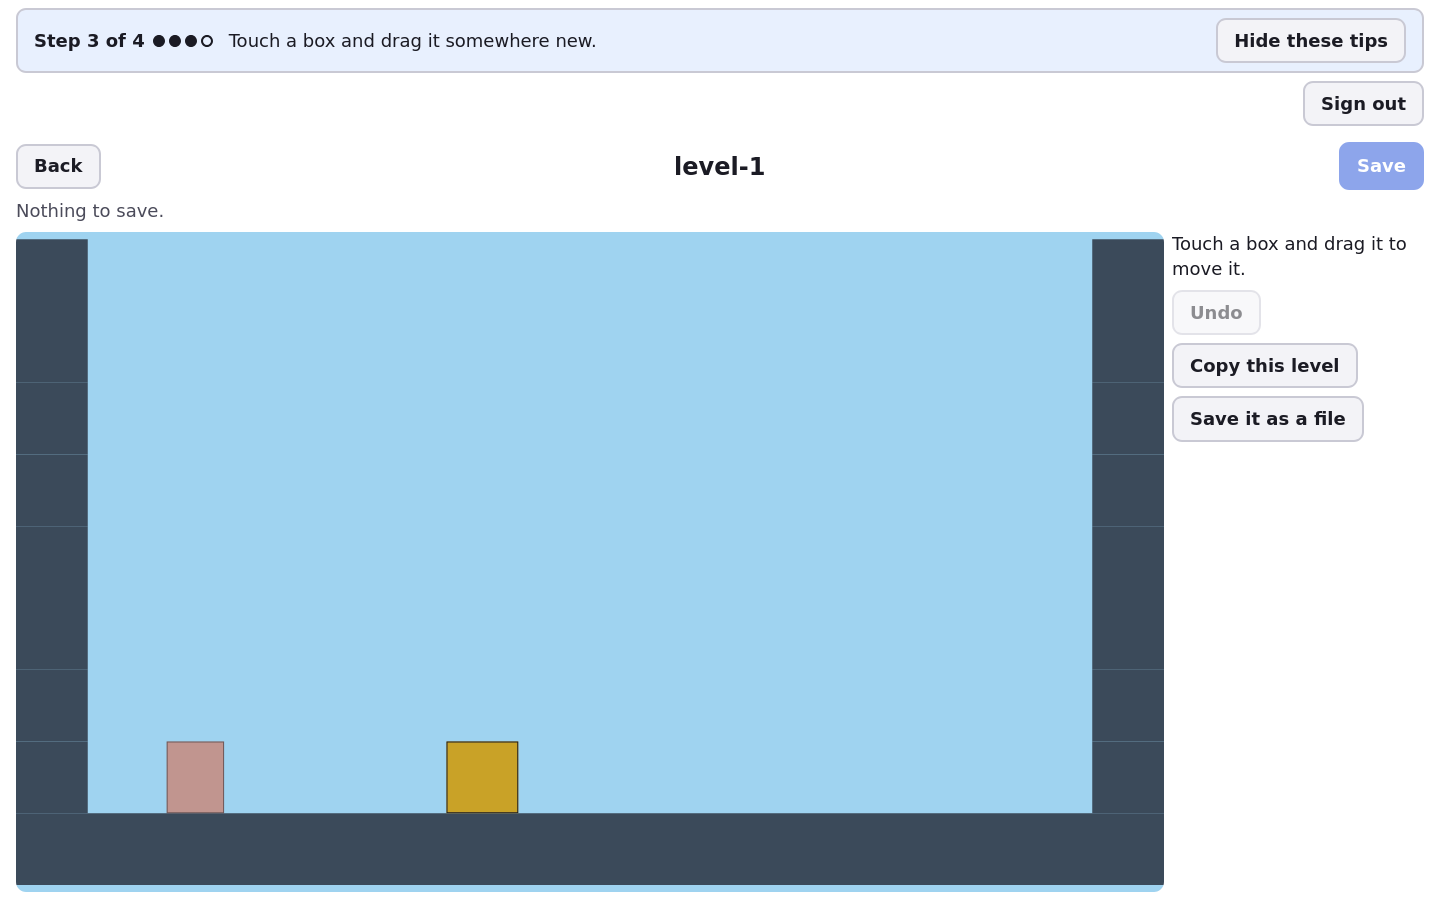 Step 3 of 4 Touch a box and drag it somewhere new. Hide these tips
Sign out
Back level-1 Save
Nothing to save.
Touch a box and drag it to
move it.
Undo
Copy this level
Save it as a file